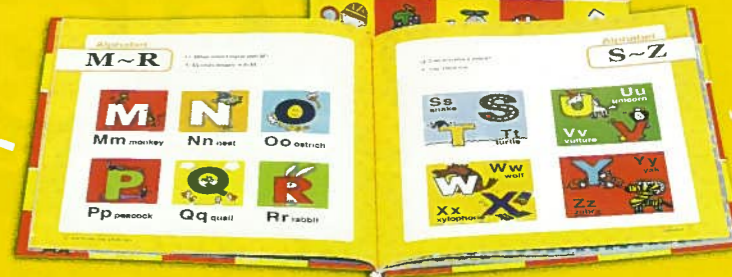 Alphabet
M~R
M
N
O
Mm monkey
Nn nest
Oo ostrich
P
Q
R
Pp peacock
Qq quail
Rr rabbit
Alphabet
S~Z
Ss
snake
S
T
Tt
turtle
U
Uu
unicorn
Vv
vulture
V
W
Ww
wolf
Xx
xylophone
X
Y
Yy
yak
Zz
zebra